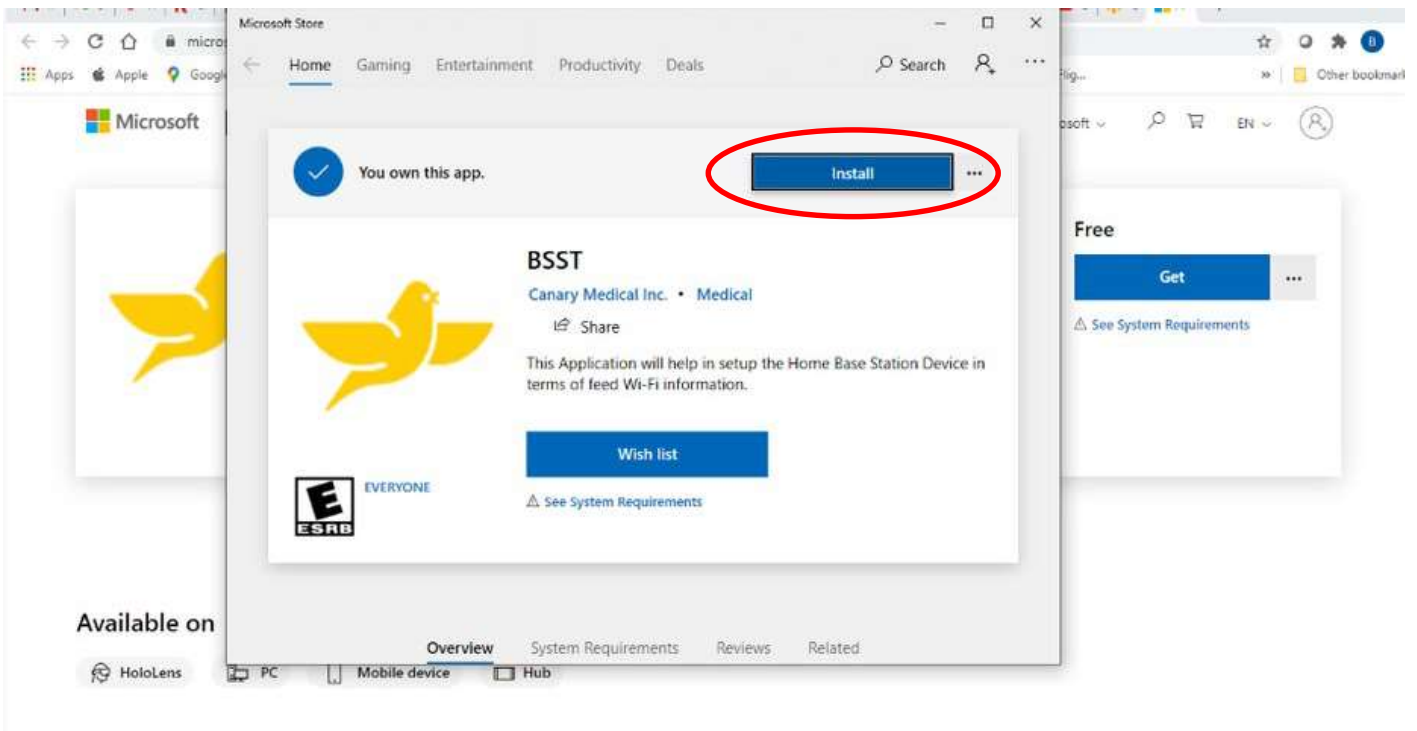 Microsoft Store
micro
Apps Apple Googl
Other bookmark
Home Gaming Entertainment Productivity Deals Search
Microsoft
osoft
EN
You own this app.
Install
Free
Get
See System Requirements
BSST
Canary Medical Inc. • Medical
Share
This Application will help in setup the Home Base Station Device in
terms of feed Wi-Fi information.
Wish list
See System Requirements
E
ESRB
EVERYONE
Available on
Overview System Requirements Reviews Related
HoloLens PC Mobile device Hub